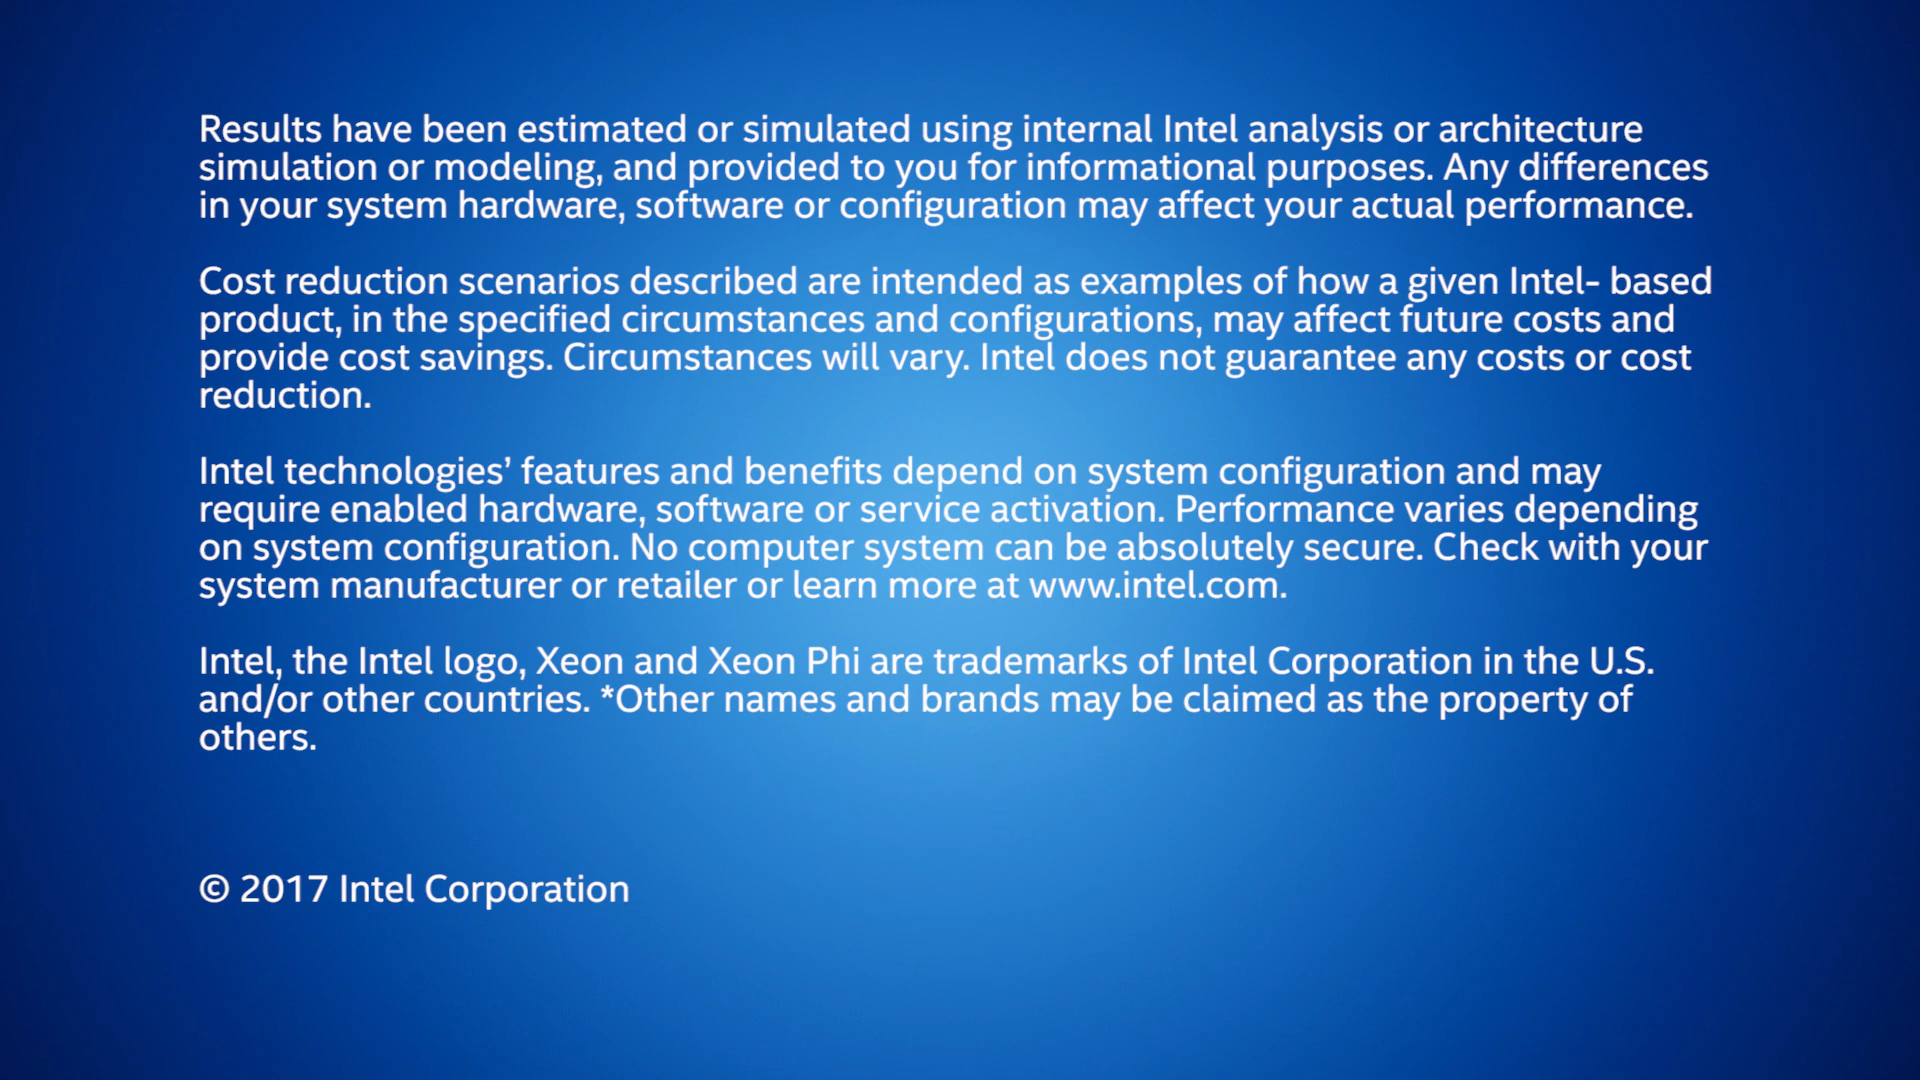 Results have been estimated or simulated using internal Intel analysis or architecture
simulation or modeling, and provided to you for informational purposes. Any differences
in your system hardware, software or configuration may affect your actual performance.
Cost reduction scenarios described are intended as examples of how a given Intel- based
product, in the specified circumstances and configurations, may affect future costs and
provide cost savings. Circumstances will vary. Intel does not guarantee any costs or cost
reduction.
Intel technologies’ features and benefits depend on system configuration and may
require enabled hardware, software or service activation. Performance varies depending
on system configuration. No computer system can be absolutely secure. Check with your
system manufacturer or retailer or learn more at www.intel.com.
Intel, the Intel logo, Xeon and Xeon Phi are trademarks of Intel Corporation in the U.S.
and/or other countries. *Other names and brands may be claimed as the property of
others.
© 2017 Intel Corporation